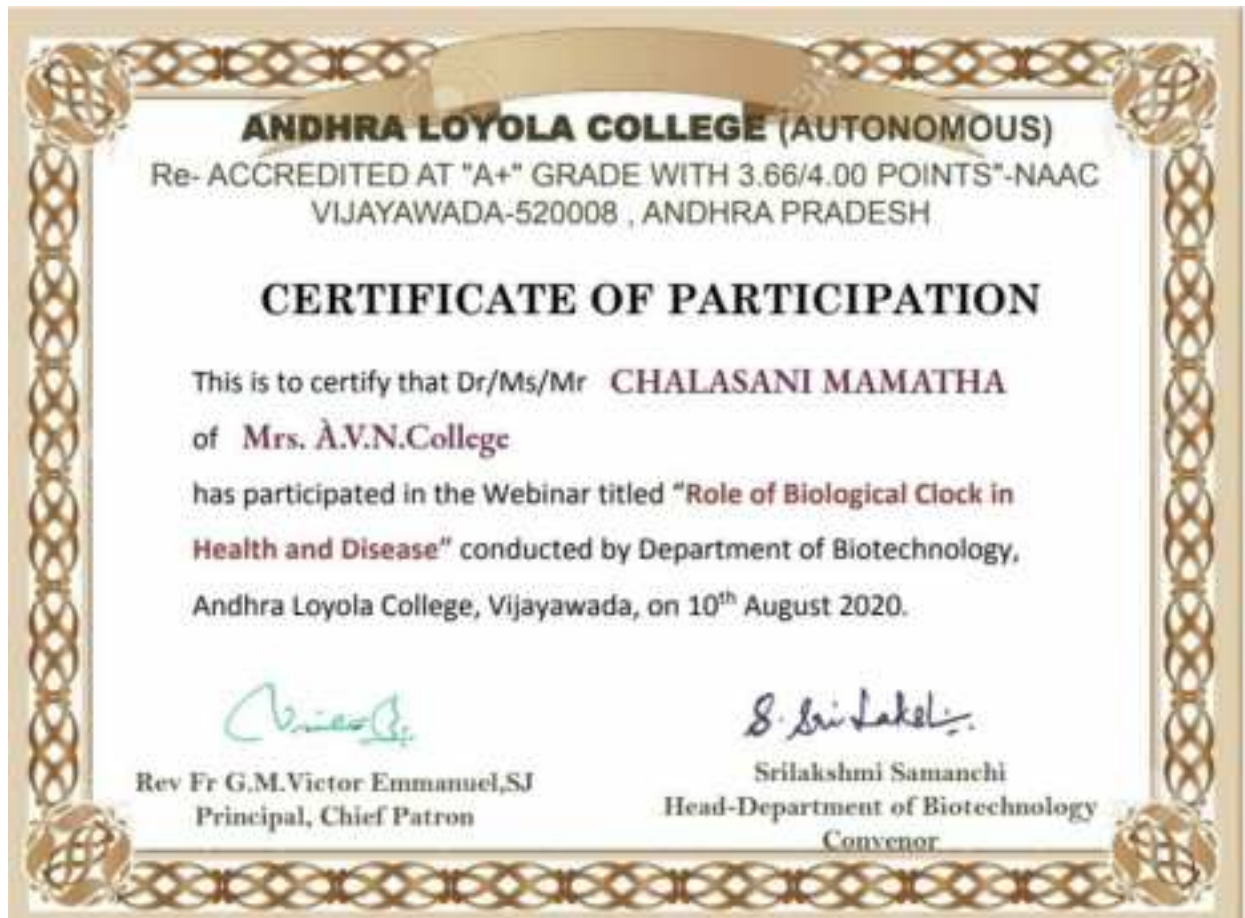 ANDHRA LOYOLA COLLEGE (AUTONOMOUS)
Re- ACCREDITED AT "A+" GRADE WITH 3.66/4.00 POINTS"-NAAC
VIJAYAWADA-520008 , ANDHRA PRADESH
CERTIFICATE OF PARTICIPATION
This is to certify that Dr/Ms/Mr CHALASANI MAMATHA
of Mrs. À.V.N.College
has participated in the Webinar titled “Role of Biological Clock in
Health and Disease” conducted by Department of Biotechnology,
Andhra Loyola College, Vijayawada, on 10th August 2020.
S. Sri Lakshmi
Rev Fr G.M.Victor Emmanuel,SJ
Principal, Chief Patron
Srilakshmi Samanchi
Head-Department of Biotechnology
Convenor